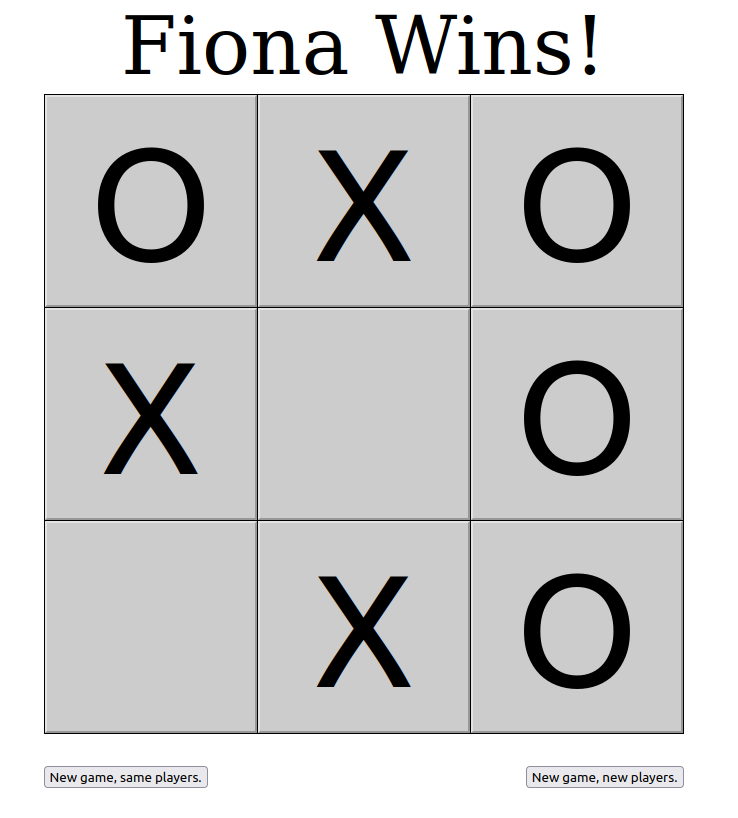 Fiona Wins!
O X O
X O
X O
New game, same players. New game, new players.